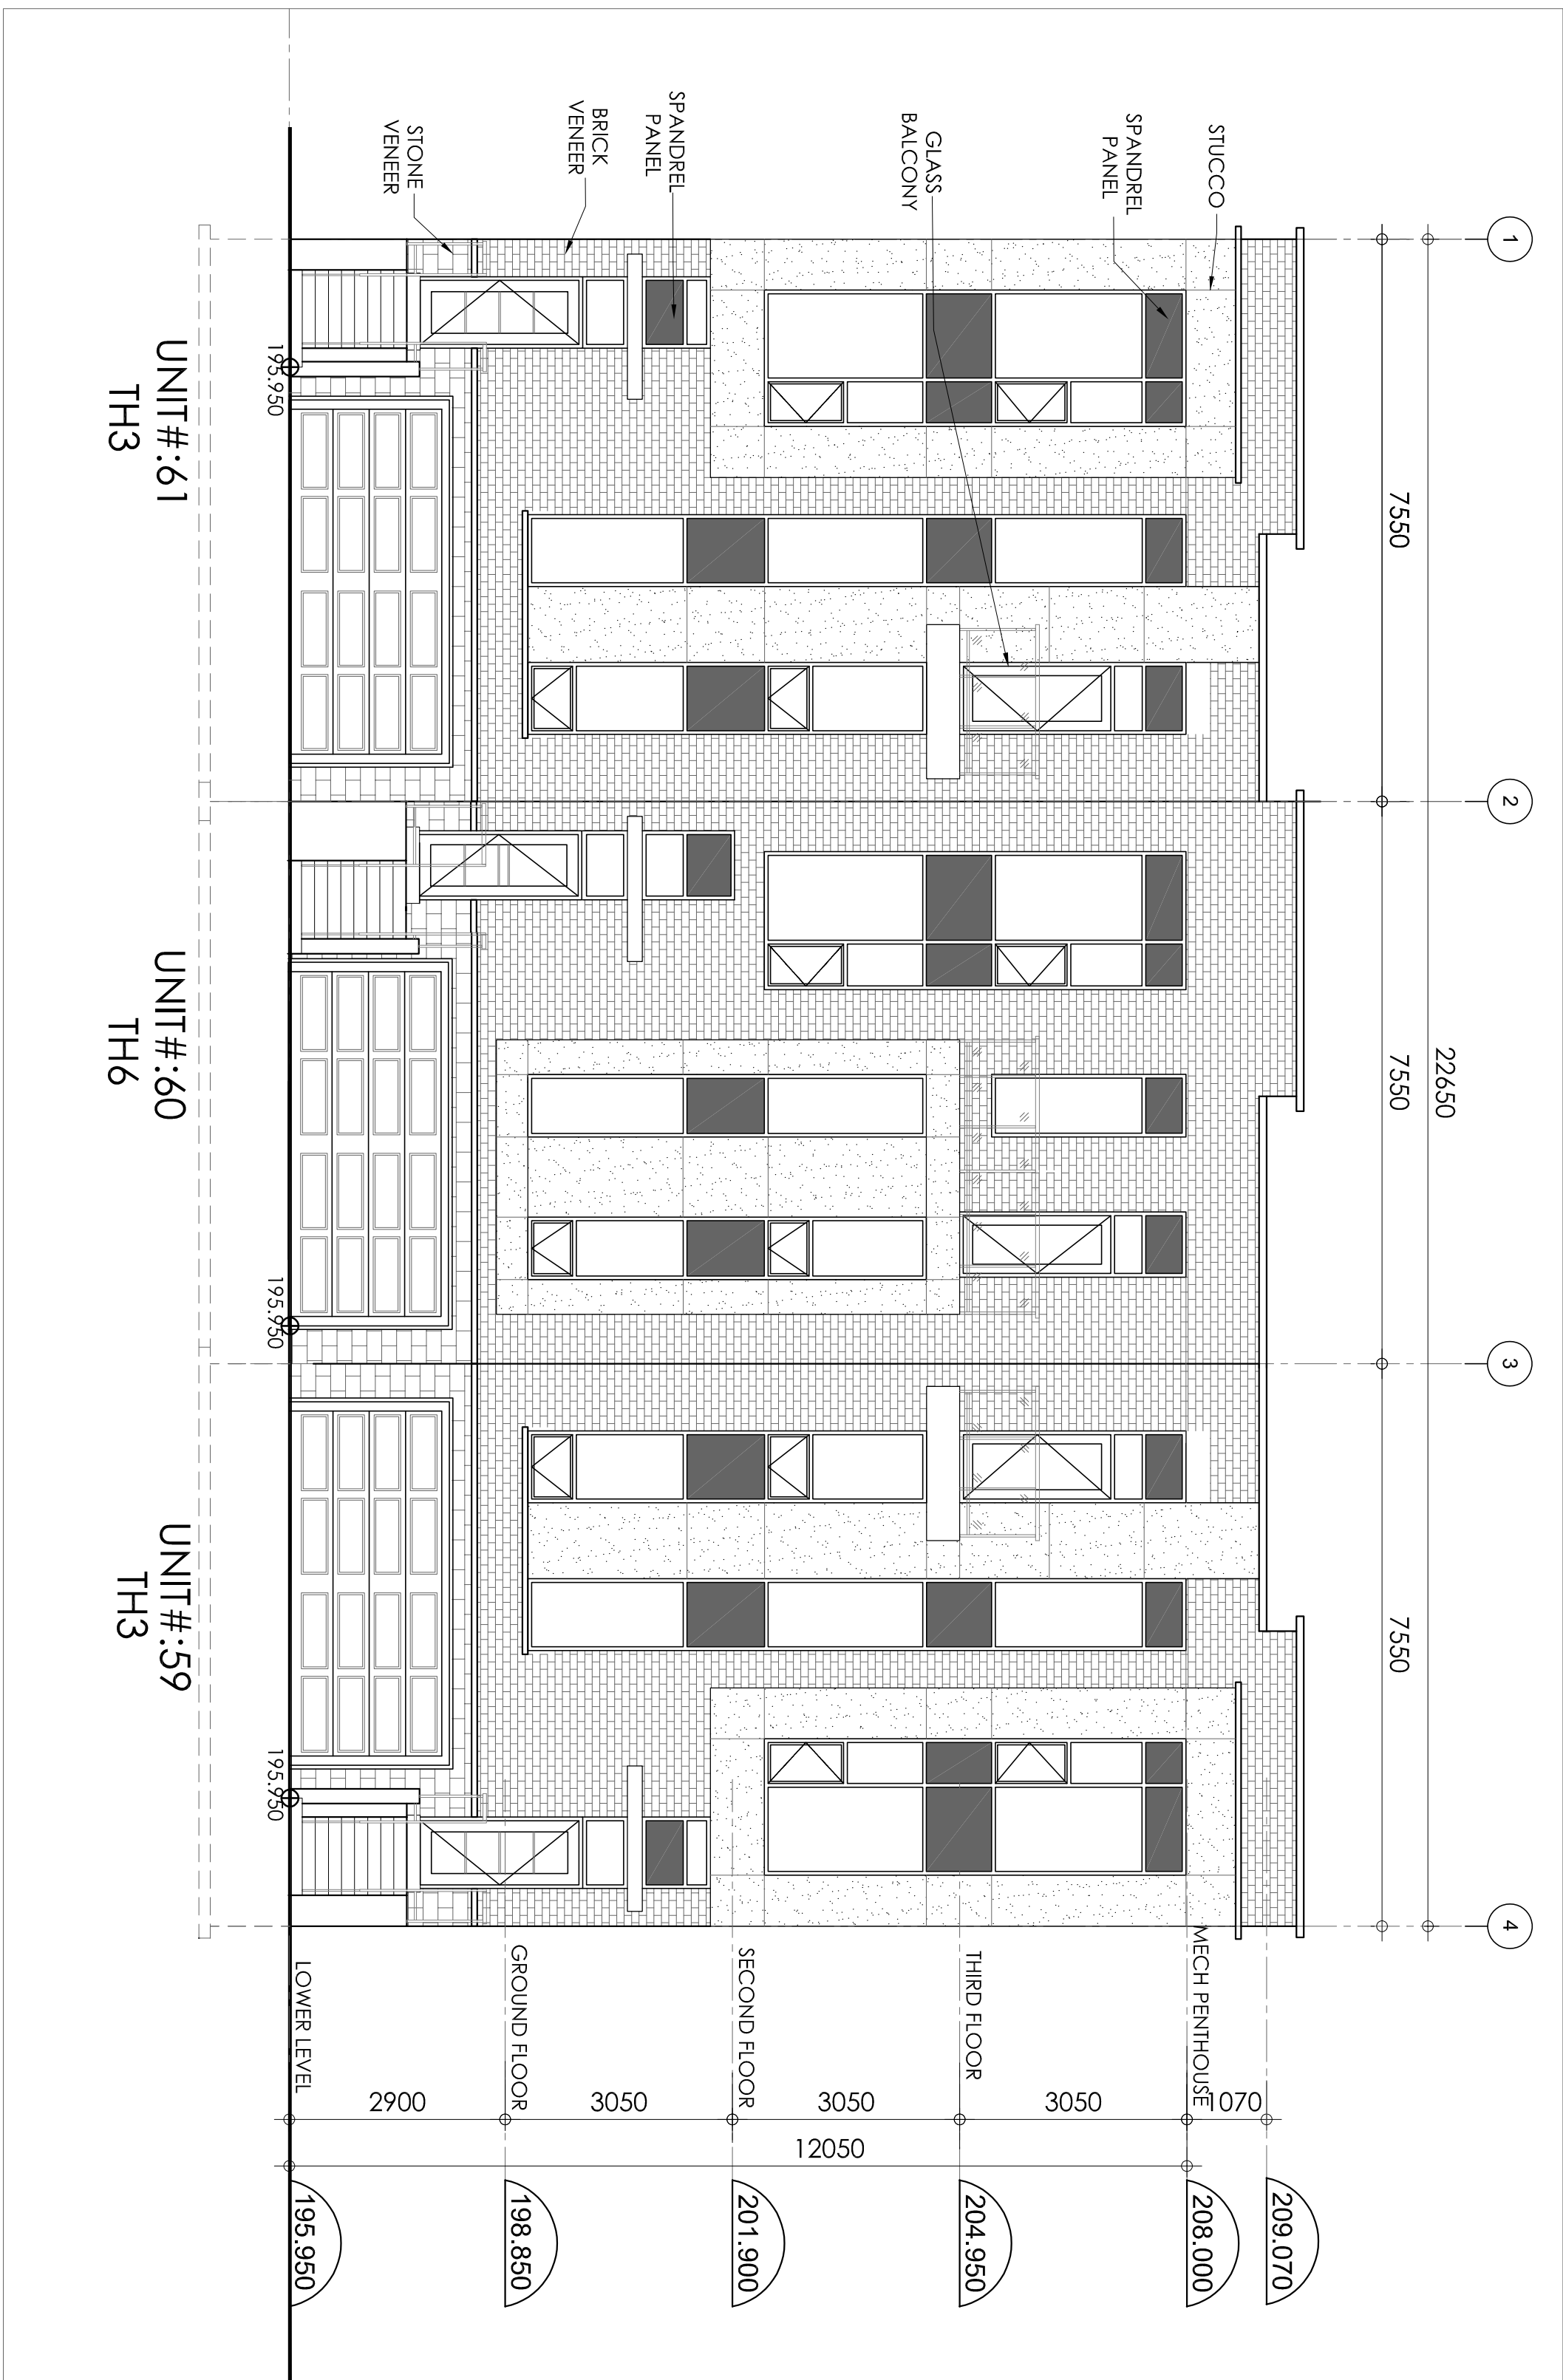 1
2
3
4
22650
7550
7550
7550
STUCCO
SPANDREL
PANEL
GLASS
BALCONY
SPANDREL
PANEL
BRICK
VENEER
STONE
VENEER
209.070
MECH PENTHOUSE
208.000
THIRD FLOOR
204.950
SECOND FLOOR
201.900
GROUND FLOOR
198.850
LOWER LEVEL
195.950
1070
3050
3050
3050
2900
12050
195.950
195.950
195.950
UNIT#:61
TH3
UNIT#:60
TH6
UNIT#:59
TH3